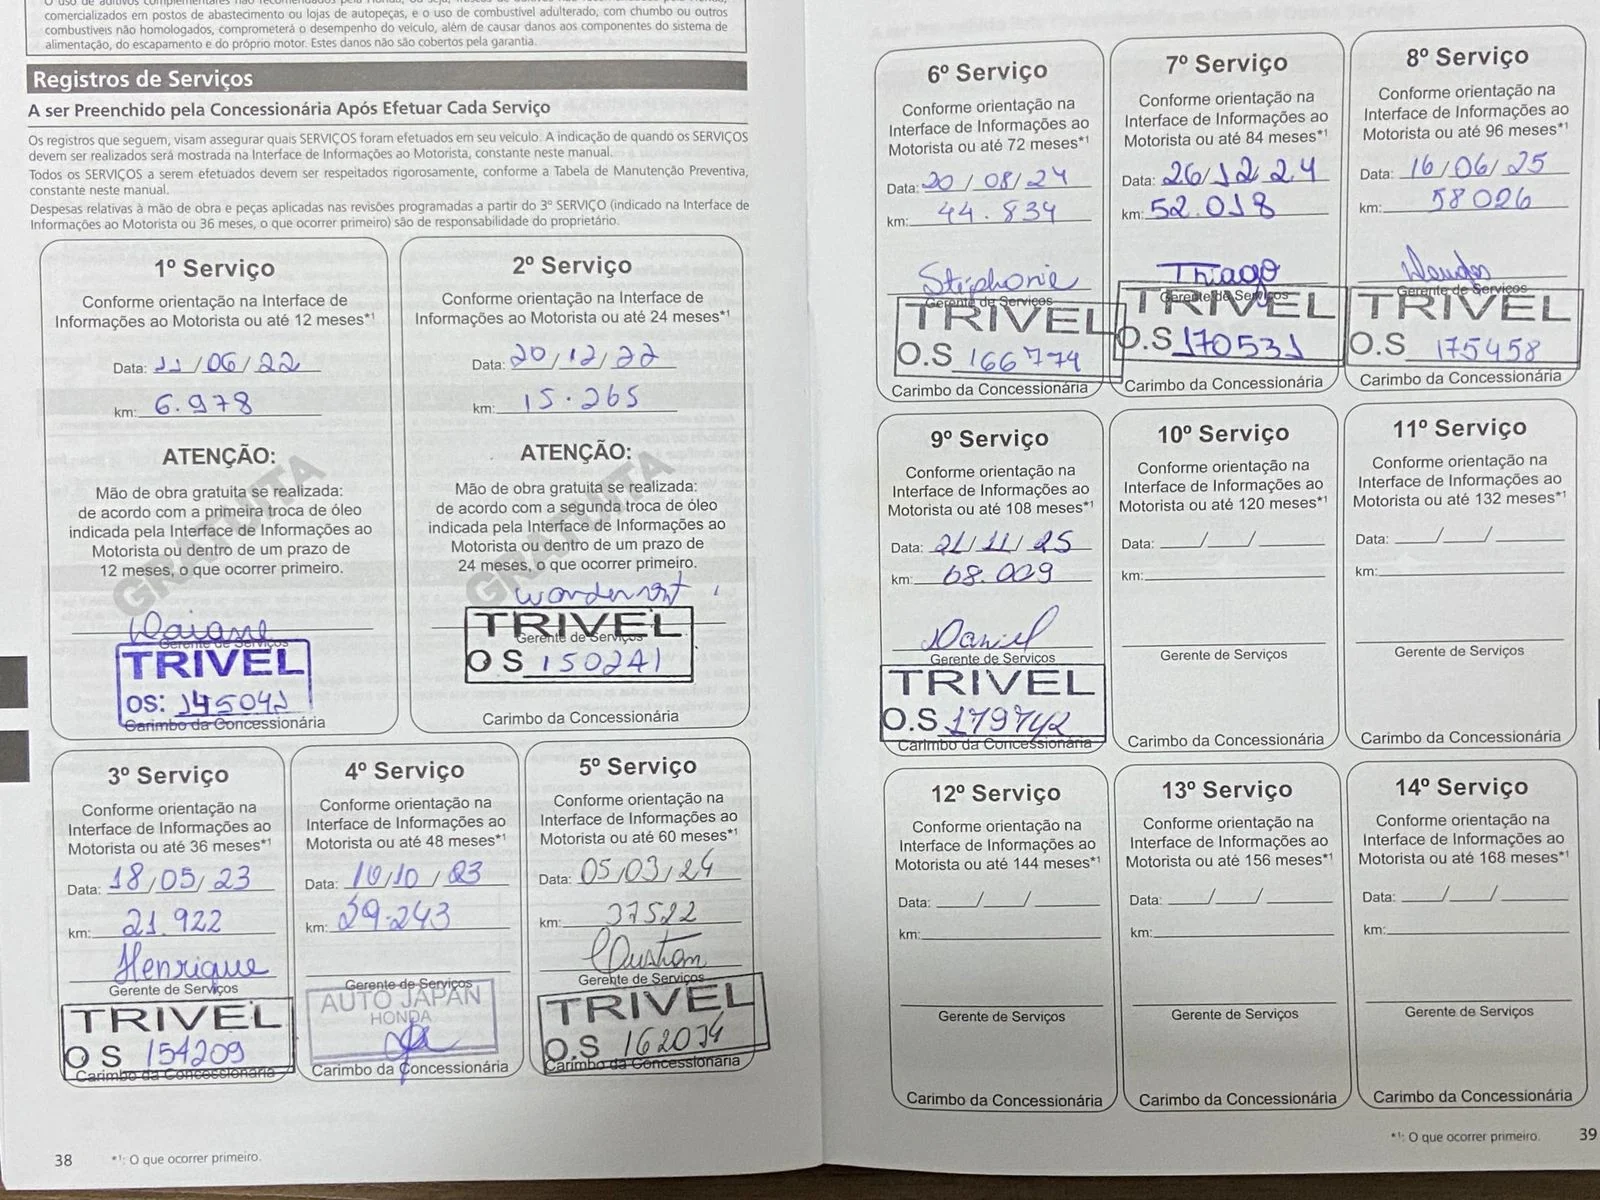 comercializados em postos de abastecimento ou lojas de autopeças, e o uso de combustível adulterado, com chumbo ou outros
combustíveis não homologados, comprometerá o desempenho do veículo, além de causar danos aos componentes do sistema de
alimentação, do escapamento e do próprio motor. Estes danos não são cobertos pela garantia.
Registros de Serviços
A ser Preenchido pela Concessionária Após Efetuar Cada Serviço
Os registros que seguem, visam assegurar quais SERVIÇOS foram efetuados em seu veículo. A indicação de quando os SERVIÇOS
devem ser realizados será mostrada na Interface de Informações ao Motorista, constante neste manual.
Todos os SERVIÇOS a serem efetuados devem ser respeitados rigorosamente, conforme a Tabela de Manutenção Preventiva,
constante neste manual.
Despesas relativas à mão de obra e peças aplicadas nas revisões programadas a partir do 3º SERVIÇO (indicado na Interface de
Informações ao Motorista ou 36 meses, o que ocorrer primeiro) são de responsabilidade do proprietário.
1º Serviço
Conforme orientação na Interface de
Informações ao Motorista ou até 12 meses*¹
Data: 11/06/22
km: 6.978
ATENÇÃO:
GRATUITA
Mão de obra gratuita se realizada:
de acordo com a primeira troca de óleo
indicada pela Interface de Informações ao
Motorista ou dentro de um prazo de
12 meses, o que ocorrer primeiro.
Daiane
Gerente de Serviços
TRIVEL
OS: 145041
Carimbo da Concessionária
2º Serviço
Conforme orientação na Interface de
Informações ao Motorista ou até 24 meses*¹
Data: 20/12/22
km: 15.265
ATENÇÃO:
GRATUITA
Mão de obra gratuita se realizada:
de acordo com a segunda troca de óleo
indicada pela Interface de Informações ao
Motorista ou dentro de um prazo de
24 meses, o que ocorrer primeiro.
Gerente de Serviços
TRIVEL
O S 150241
Carimbo da Concessionária
3º Serviço
Conforme orientação na
Interface de Informações ao
Motorista ou até 36 meses*¹
Data: 18/05/23
km: 21.922
Henrique
Gerente de Serviços
TRIVEL
O S 154209
Carimbo da Concessionária
4º Serviço
Conforme orientação na
Interface de Informações ao
Motorista ou até 48 meses*¹
Data: 10/10/23
km: 29.243
Gerente de Serviços
AUTO JAPAN
HONDA
Carimbo da Concessionária
5º Serviço
Conforme orientação na
Interface de Informações ao
Motorista ou até 60 meses*¹
Data: 05/03/24
km: 37522
Gerente de Serviços
TRIVEL
O.S 162074
Carimbo da Concessionária
38
*¹: O que ocorrer primeiro.
6º Serviço
Conforme orientação na
Interface de Informações ao
Motorista ou até 72 meses*¹
Data: 20/08/24
km: 44.834
Stephanie
Gerente de Serviços
TRIVEL
O.S 166774
Carimbo da Concessionária
7º Serviço
Conforme orientação na
Interface de Informações ao
Motorista ou até 84 meses*¹
Data: 26/12/24
km: 52.018
Thiago
Gerente de Serviços
TRIVEL
O.S 170531
Carimbo da Concessionária
8º Serviço
Conforme orientação na
Interface de Informações ao
Motorista ou até 96 meses*¹
Data: 16/06/25
km: 58026
Gerente de Serviços
TRIVEL
O.S 175458
Carimbo da Concessionária
9º Serviço
Conforme orientação na
Interface de Informações ao
Motorista ou até 108 meses*¹
Data: 21/11/25
km: 68.009
Daniel
Gerente de Serviços
TRIVEL
O.S 179742
Carimbo da Concessionária
10º Serviço
Conforme orientação na
Interface de Informações ao
Motorista ou até 120 meses*¹
Data: ___/___/___
km:
Gerente de Serviços
Carimbo da Concessionária
11º Serviço
Conforme orientação na
Interface de Informações ao
Motorista ou até 132 meses*¹
Data: ___/___/___
km:
Gerente de Serviços
Carimbo da Concessionária
12º Serviço
Conforme orientação na
Interface de Informações ao
Motorista ou até 144 meses*¹
Data: ___/___/___
km:
Gerente de Serviços
Carimbo da Concessionária
13º Serviço
Conforme orientação na
Interface de Informações ao
Motorista ou até 156 meses*¹
Data: ___/___/___
km:
Gerente de Serviços
Carimbo da Concessionária
14º Serviço
Conforme orientação na
Interface de Informações ao
Motorista ou até 168 meses*¹
Data: ___/___/___
km:
Gerente de Serviços
Carimbo da Concessionária
*¹: O que ocorrer primeiro.
39